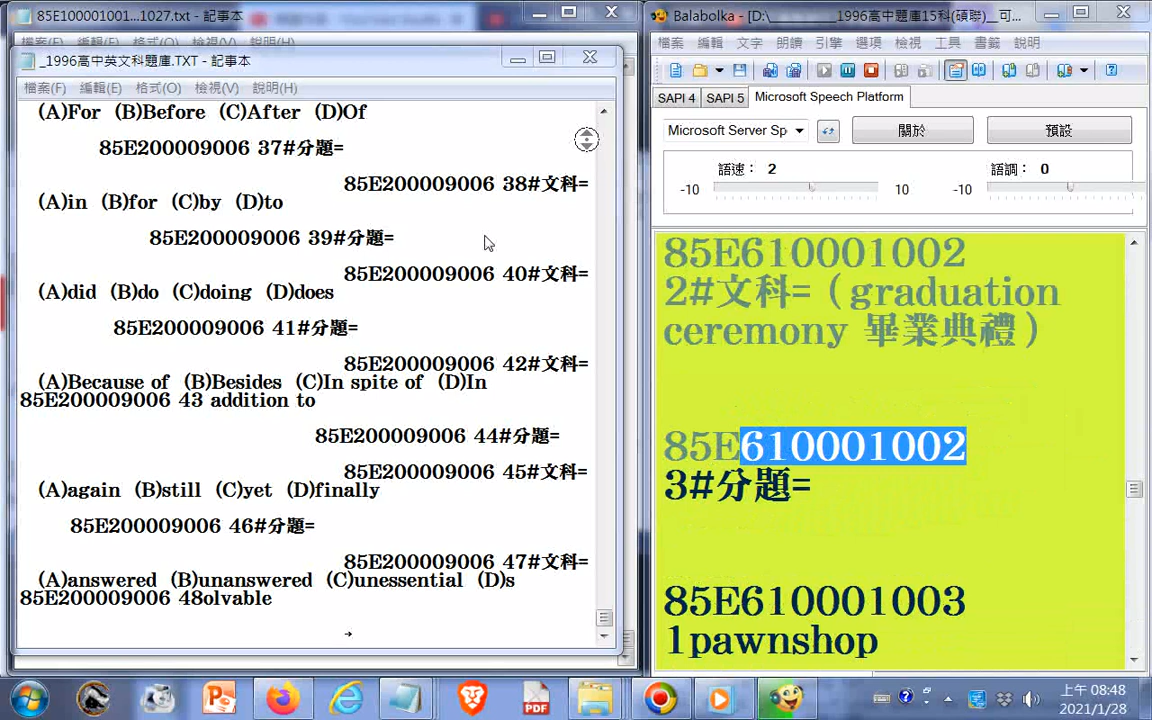 85E100001001...1027.txt - 記事本
檔案(F) 編輯(E) 格式(O) 檢視(V) 說明(H)
_1996高中英文科題庫.TXT - 記事本
檔案(F) 編輯(E) 格式(O) 檢視(V) 說明(H)
(A)For (B)Before (C)After (D)Of
85E200009006 37#分題=
85E200009006 38#文科=
(A)in (B)for (C)by (D)to
85E200009006 39#分題=
85E200009006 40#文科=
(A)did (B)do (C)doing (D)does
85E200009006 41#分題=
85E200009006 42#文科=
(A)Because of (B)Besides (C)In spite of (D)In
85E200009006 43 addition to
85E200009006 44#分題=
85E200009006 45#文科=
(A)again (B)still (C)yet (D)finally
85E200009006 46#分題=
85E200009006 47#文科=
(A)answered (B)unanswered (C)unessential (D)s
85E200009006 48olvable
Balabolka - [D:\________1996高中題庫15科(碩聯)__可...
檔案 編輯 文字 朗讀 引擎 選項 檢視 工具 書籤 說明
SAPI 4 SAPI 5 Microsoft Speech Platform
Microsoft Server Sp 關於 預設
語速： 2 語調： 0
-10 10 -10
85E610001002
2#文科=（graduation
ceremony 畢業典禮）
85E610001002
3#分題=
85E610001003
1pawnshop
PDF
上午 08:48
2021/1/28